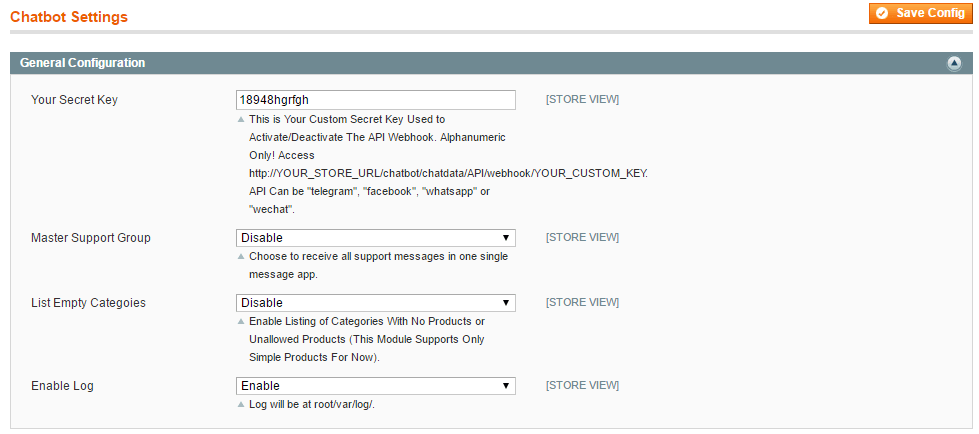 Chatbot Settings
Save Config
General Configuration
Your Secret Key
18948hgrfgh
[STORE VIEW]
This is Your Custom Secret Key Used to
Activate/Deactivate The API Webhook. Alphanumeric
Only! Access
http://YOUR_STORE_URL/chatbot/chatdata/API/webhook/YOUR_CUSTOM_KEY.
API Can be "telegram", "facebook", "whatsapp" or
"wechat".
Master Support Group
Disable
[STORE VIEW]
Choose to receive all support messages in one single
message app.
List Empty Categoies
Disable
[STORE VIEW]
Enable Listing of Categories With No Products or
Unallowed Products (This Module Supports Only
Simple Products For Now).
Enable Log
Enable
[STORE VIEW]
Log will be at root/var/log/.